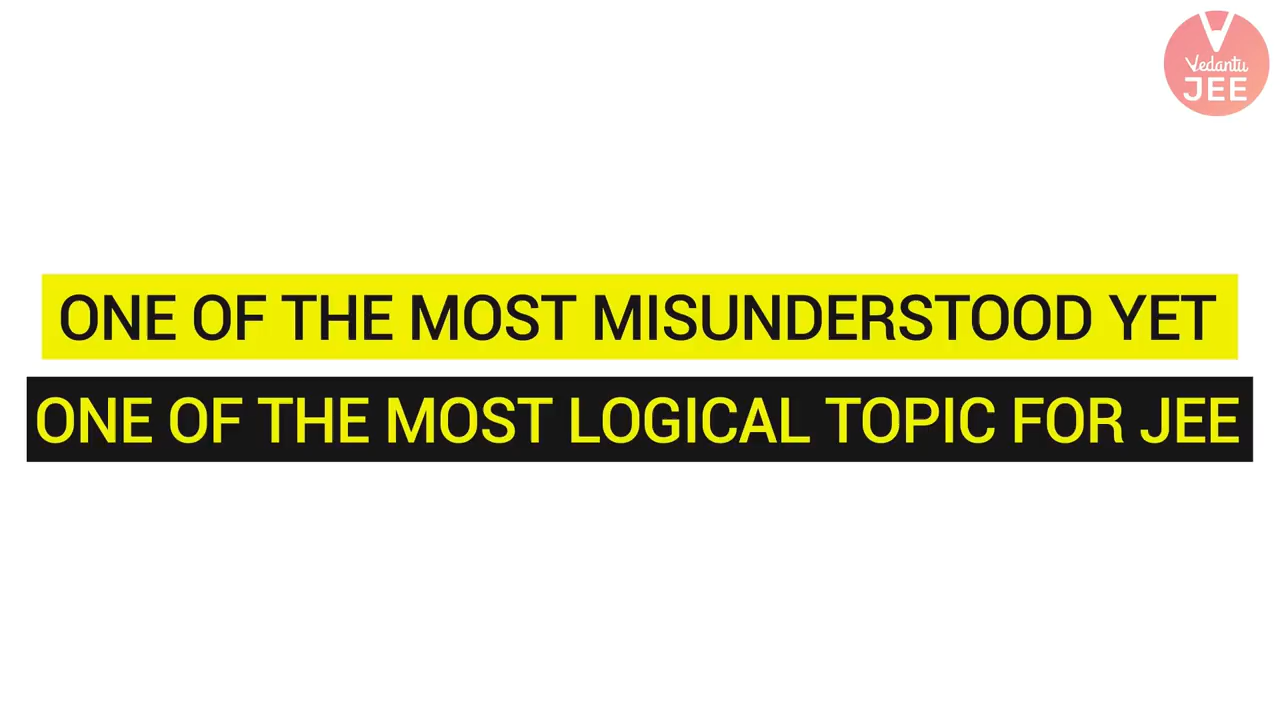 Vedantu
JEE
ONE OF THE MOST MISUNDERSTOOD YET
ONE OF THE MOST LOGICAL TOPIC FOR JEE